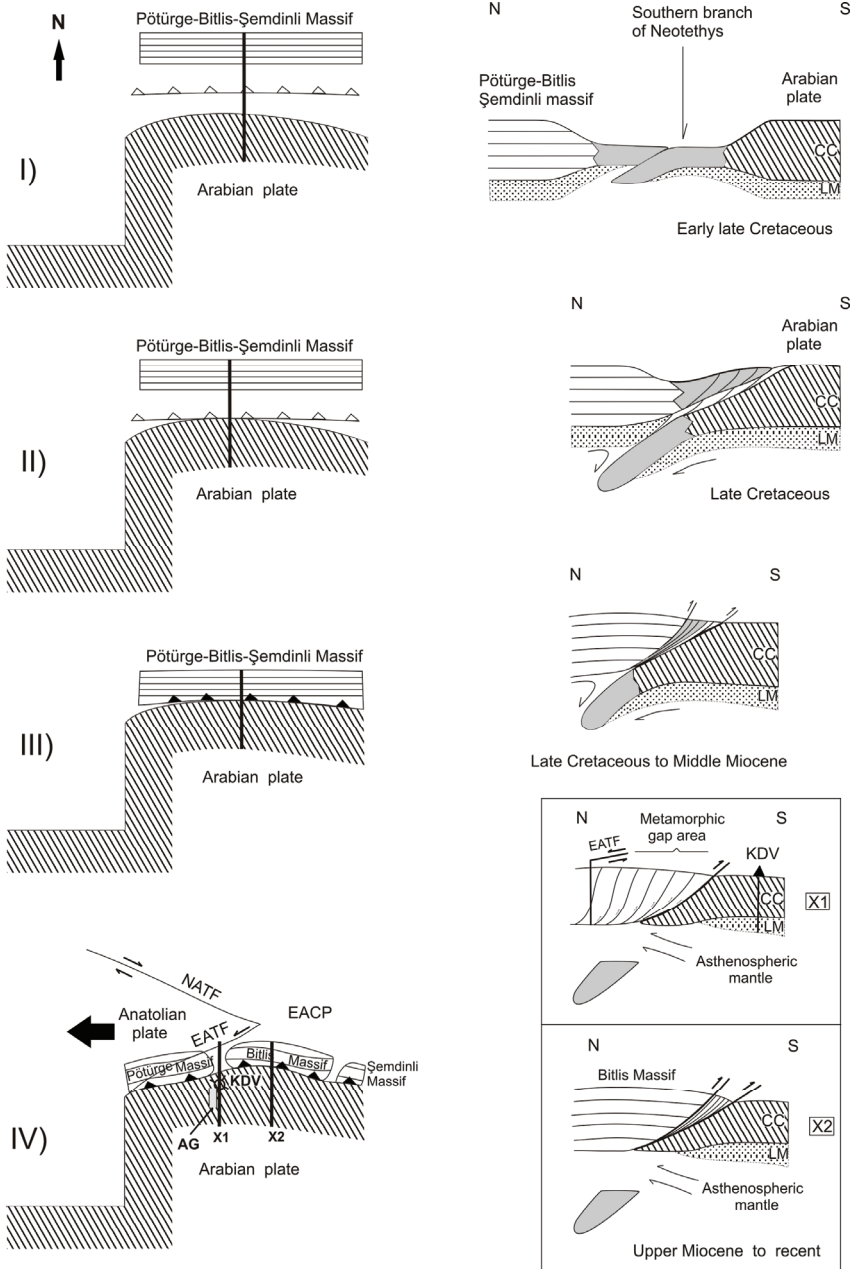 N
Pötürge-Bitlis-Şemdinli Massif
I)
Arabian plate
N
Southern branch
of Neotethys
S
Pötürge-Bitlis
Şemdinli massif
Arabian
plate
CC
LM
Early late Cretaceous
Pötürge-Bitlis-Şemdinli Massif
II)
Arabian plate
N
S
Arabian
plate
CC
LM
Late Cretaceous
Pötürge-Bitlis-Şemdinli Massif
III)
Arabian plate
N
S
CC
LM
Late Cretaceous to Middle Miocene
NATF
Anatolian
plate
EATF
EACP
Pötürge Massif
Bitlis Massif
Şemdinli
Massif
KDV
IV)
AG
X1
X2
Arabian plate
N
Metamorphic
gap area
S
EATF
KDV
CC
LM
X1
Asthenospheric
mantle
N
S
Bitlis Massif
CC
LM
X2
Asthenospheric
mantle
Upper Miocene to recent